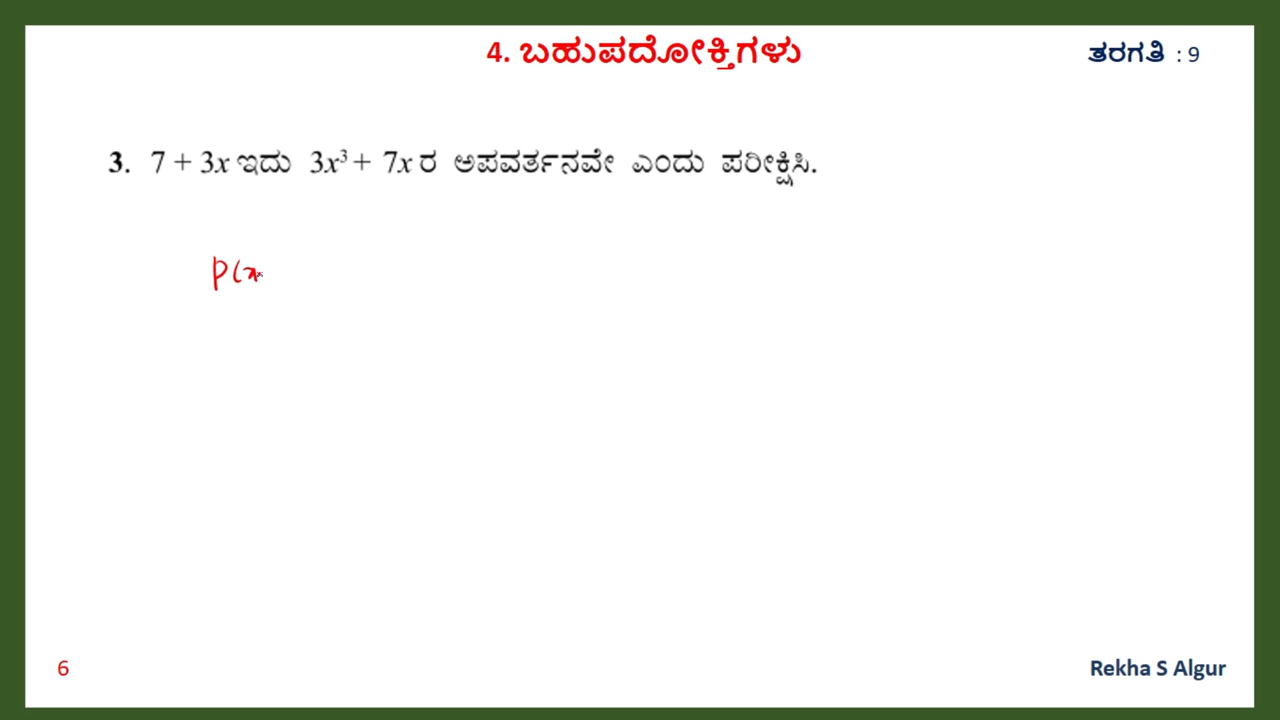 4. ಬಹುಪದೋಕ್ತಿಗಳು
ತರಗತಿ : 9
3. 7 + 3x ಇದು 3x³ + 7x ರ ಅಪವರ್ತನವೇ ಎಂದು ಪರೀಕ್ಷಿಸಿ.
P(x
6
Rekha S Algur